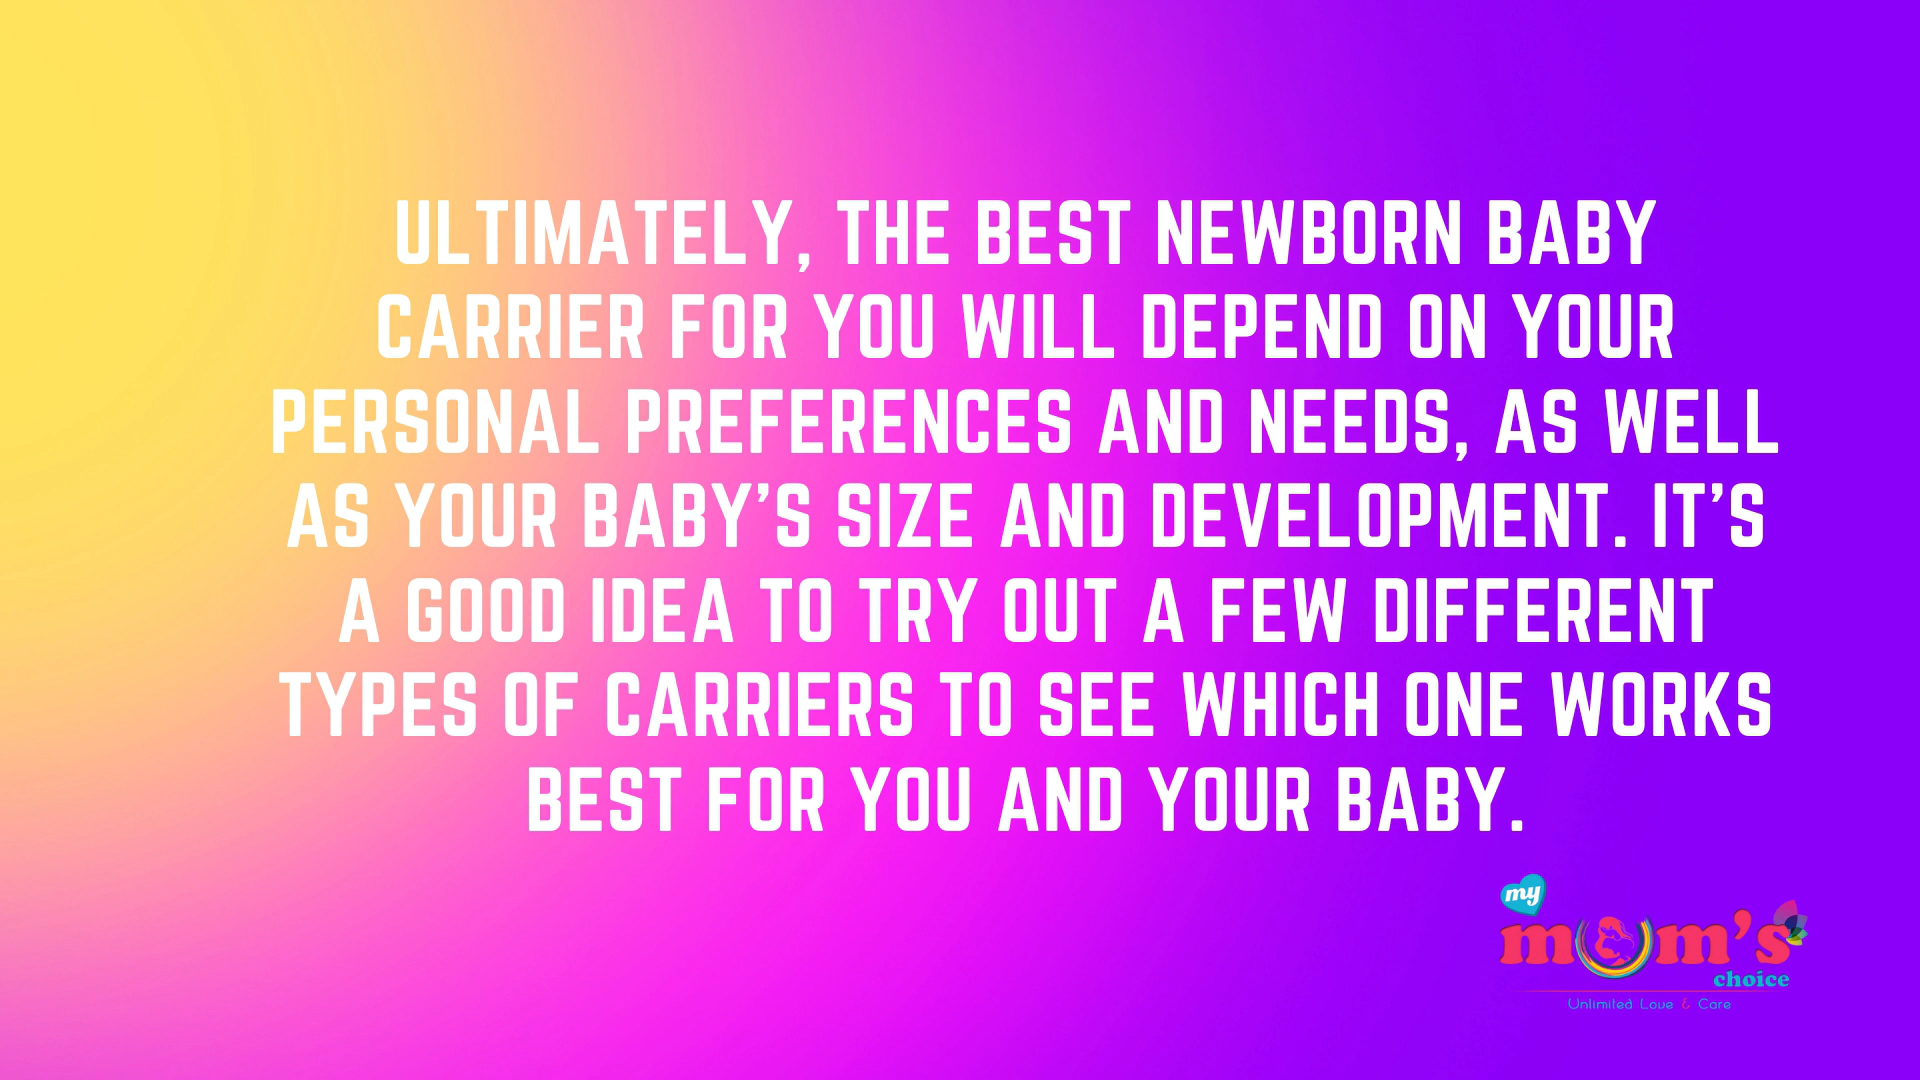 ULTIMATELY, THE BEST NEWBORN BABY
CARRIER FOR YOU WILL DEPEND ON YOUR
PERSONAL PREFERENCES AND NEEDS, AS WELL
AS YOUR BABY'S SIZE AND DEVELOPMENT. IT'S
A GOOD IDEA TO TRY OUT A FEW DIFFERENT
TYPES OF CARRIERS TO SEE WHICH ONE WORKS
BEST FOR YOU AND YOUR BABY.
my
mom's
choice
Unlimited Love & Care